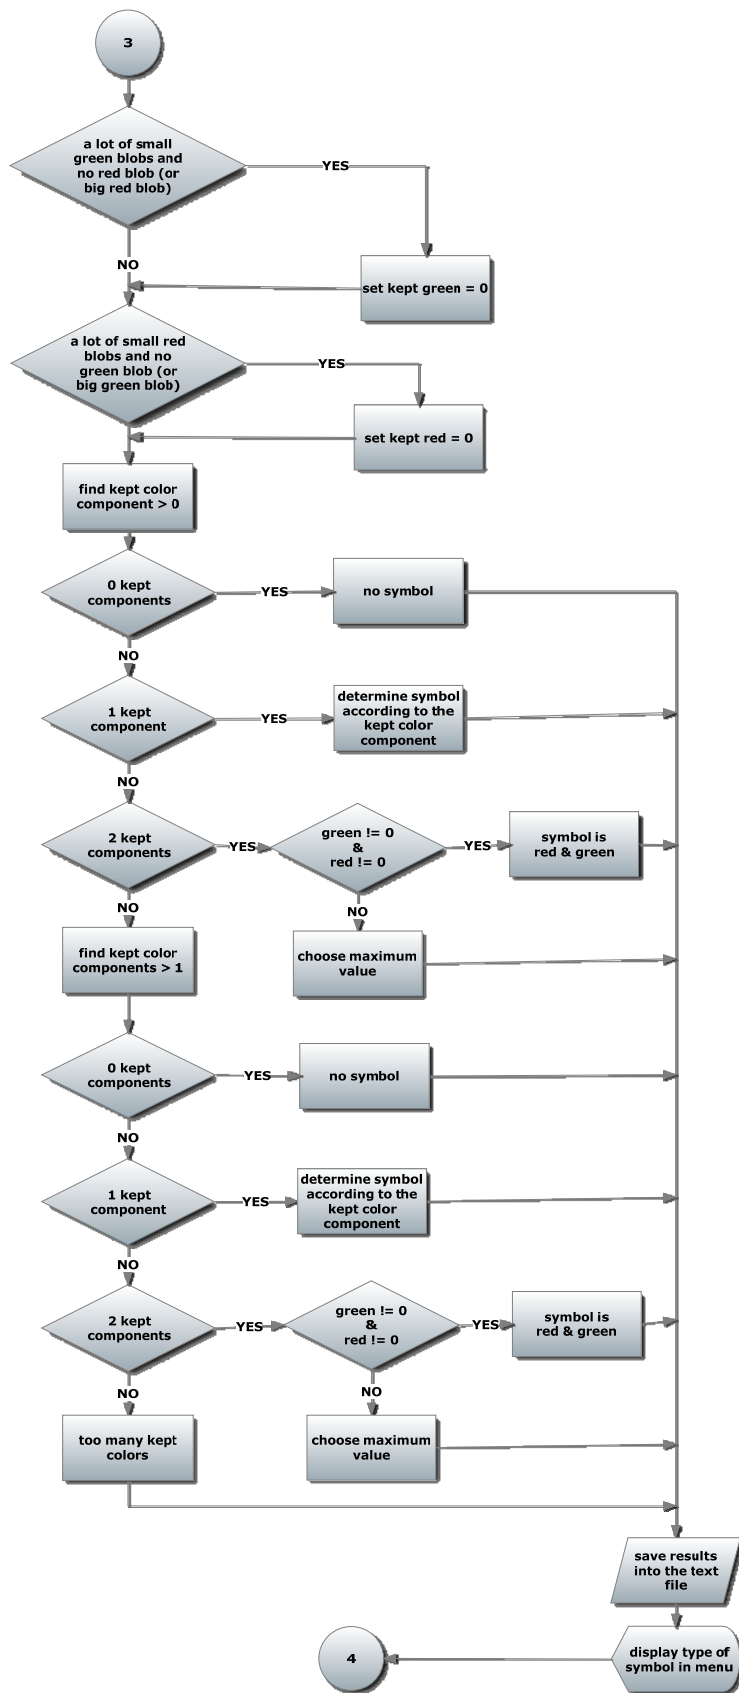 3
a lot of small
green blobs and
no red blob (or
big red blob)
YES
NO
set kept green = 0
a lot of small red
blobs and no
green blob (or
big green blob)
YES
set kept red = 0
find kept color
component > 0
0 kept
components
YES
no symbol
NO
1 kept
component
YES
determine symbol
according to the
kept color
component
NO
2 kept
components
YES
green != 0
&
red != 0
YES
symbol is
red & green
NO
NO
find kept color
components > 1
choose maximum
value
0 kept
components
YES
no symbol
NO
1 kept
component
YES
determine symbol
according to the
kept color
component
NO
2 kept
components
YES
green != 0
&
red != 0
YES
symbol is
red & green
NO
NO
too many kept
colors
choose maximum
value
save results
into the text
file
display type of
symbol in menu
4